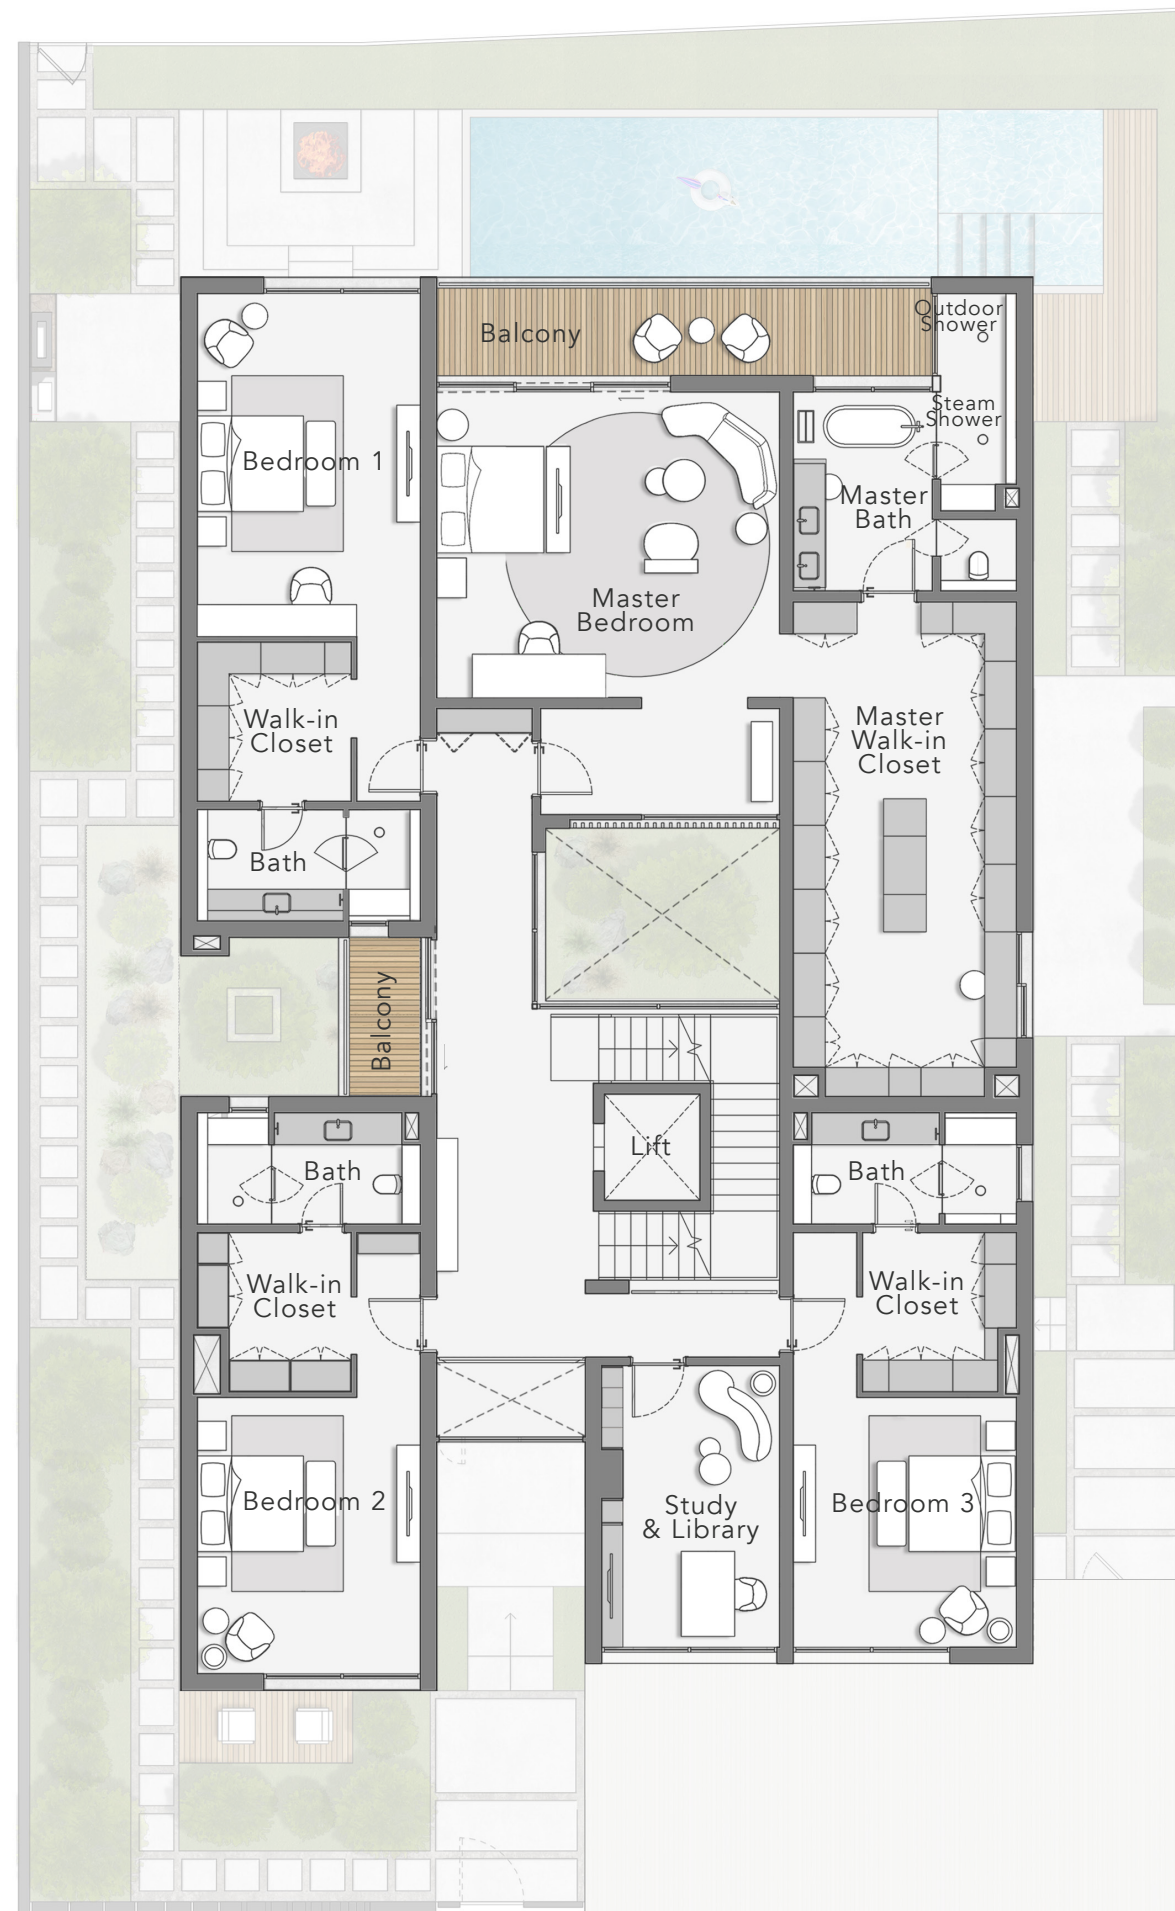 Outdoor
Shower
Balcony
Steam
Shower
Bedroom 1
Master
Bath
Master
Bedroom
Walk-in
Closet
Master
Walk-in
Closet
Bath
Balcony
Lift
Bath
Bath
Walk-in
Closet
Walk-in
Closet
Bedroom 2
Study
& Library
Bedroom 3